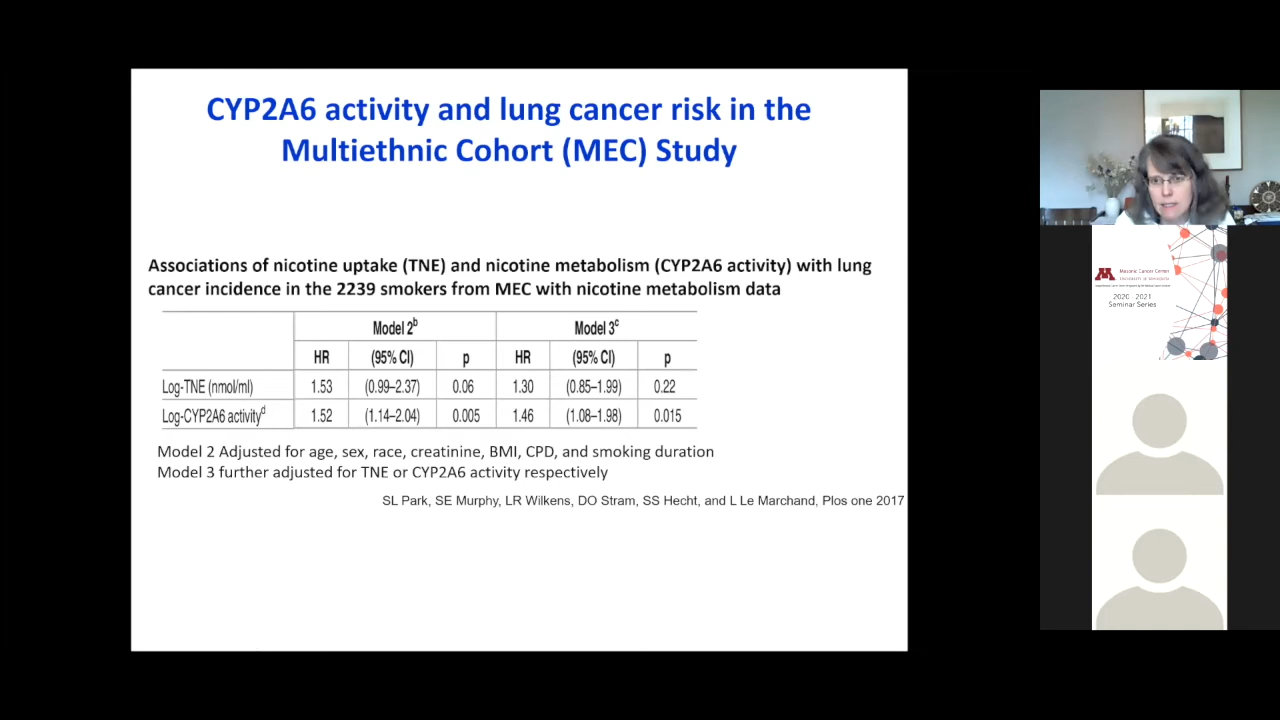 CYP2A6 activity and lung cancer risk in the
Multiethnic Cohort (MEC) Study
Associations of nicotine uptake (TNE) and nicotine metabolism (CYP2A6 activity) with lung
cancer incidence in the 2239 smokers from MEC with nicotine metabolism data
Model 2b Model 3c
HR (95% CI) p HR (95% CI) p
Log-TNE (nmol/ml) 1.53 (0.99–2.37) 0.06 1.30 (0.85–1.99) 0.22
Log-CYP2A6 activityd 1.52 (1.14–2.04) 0.005 1.46 (1.08–1.98) 0.015
Model 2 Adjusted for age, sex, race, creatinine, BMI, CPD, and smoking duration
Model 3 further adjusted for TNE or CYP2A6 activity respectively
SL Park, SE Murphy, LR Wilkens, DO Stram, SS Hecht, and L Le Marchand, Plos one 2017
Masonic Cancer Center
UNIVERSITY OF MINNESOTA
2020 - 2021
Seminar Series